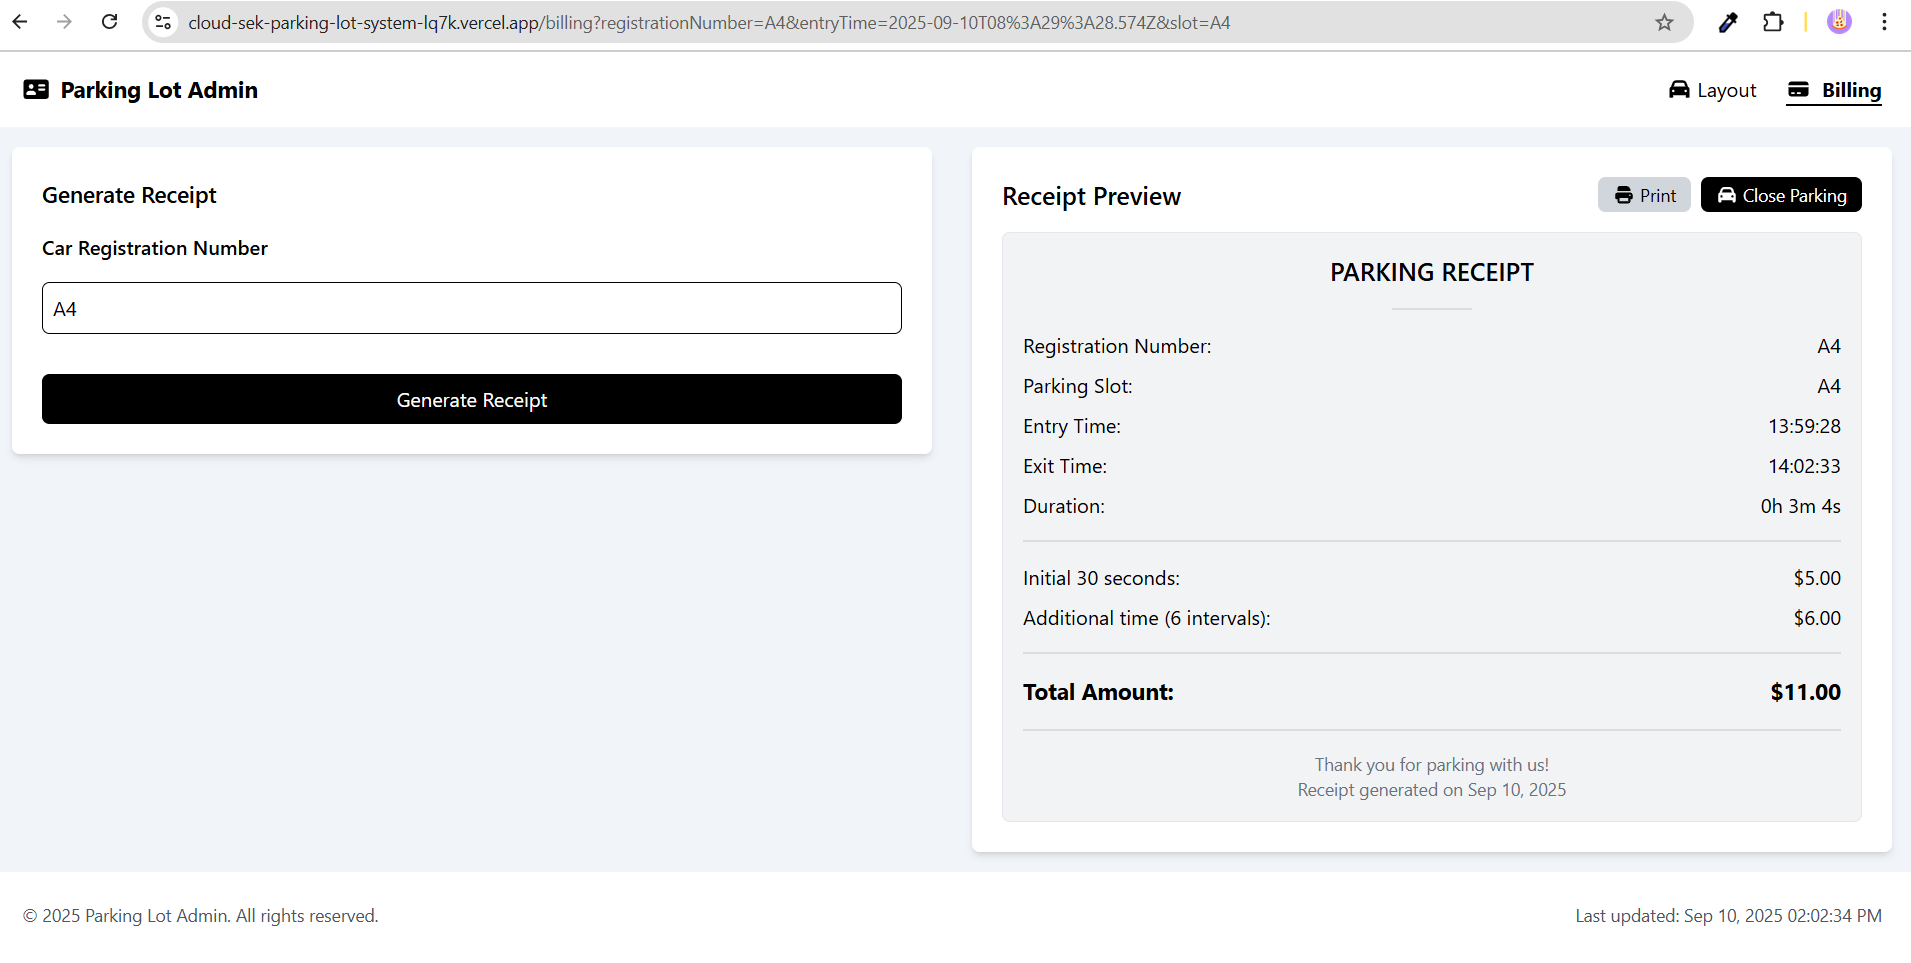 cloud-sek-parking-lot-system-lq7k.vercel.app/billing?registrationNumber=A4&entryTime=2025-09-10T08%3A29%3A28.574Z&slot=A4
Parking Lot Admin
Layout
Billing
Generate Receipt
Car Registration Number
A4
Generate Receipt
Receipt Preview
Print
Close Parking
PARKING RECEIPT
Registration Number: A4
Parking Slot: A4
Entry Time: 13:59:28
Exit Time: 14:02:33
Duration: 0h 3m 4s
Initial 30 seconds: $5.00
Additional time (6 intervals): $6.00
Total Amount: $11.00
Thank you for parking with us!
Receipt generated on Sep 10, 2025
© 2025 Parking Lot Admin. All rights reserved.
Last updated: Sep 10, 2025 02:02:34 PM